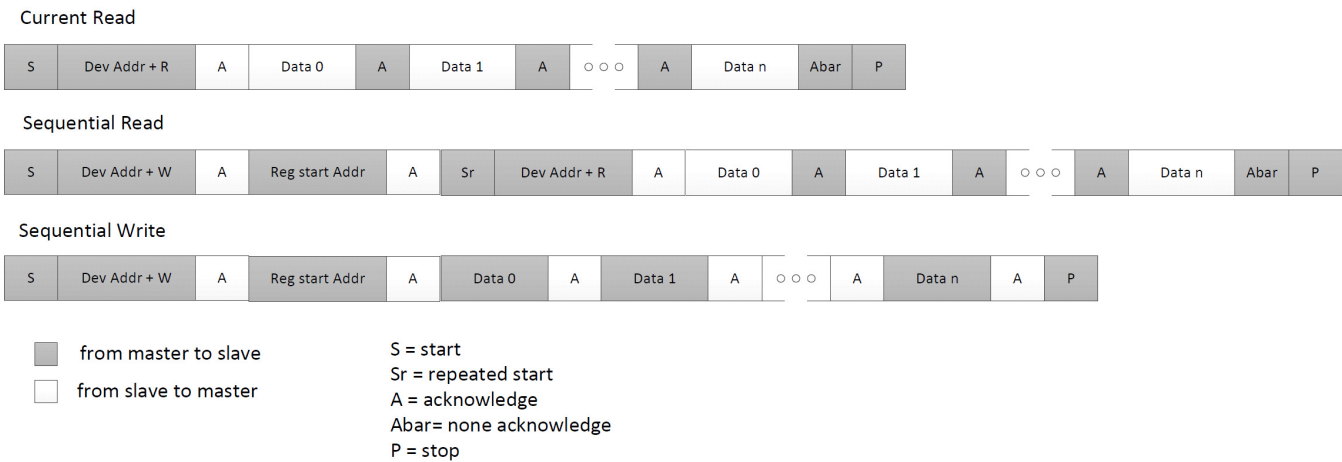 Current Read
S Dev Addr + R A Data 0 A Data 1 A A Data n Abar P
Sequential Read
S Dev Addr + W A Reg start Addr A Sr Dev Addr + R A Data 0 A Data 1 A A Data n Abar P
Sequential Write
S Dev Addr + W A Reg start Addr A Data 0 A Data 1 A A Data n A P
from master to slave
from slave to master
S = start
Sr = repeated start
A = acknowledge
Abar= none acknowledge
P = stop